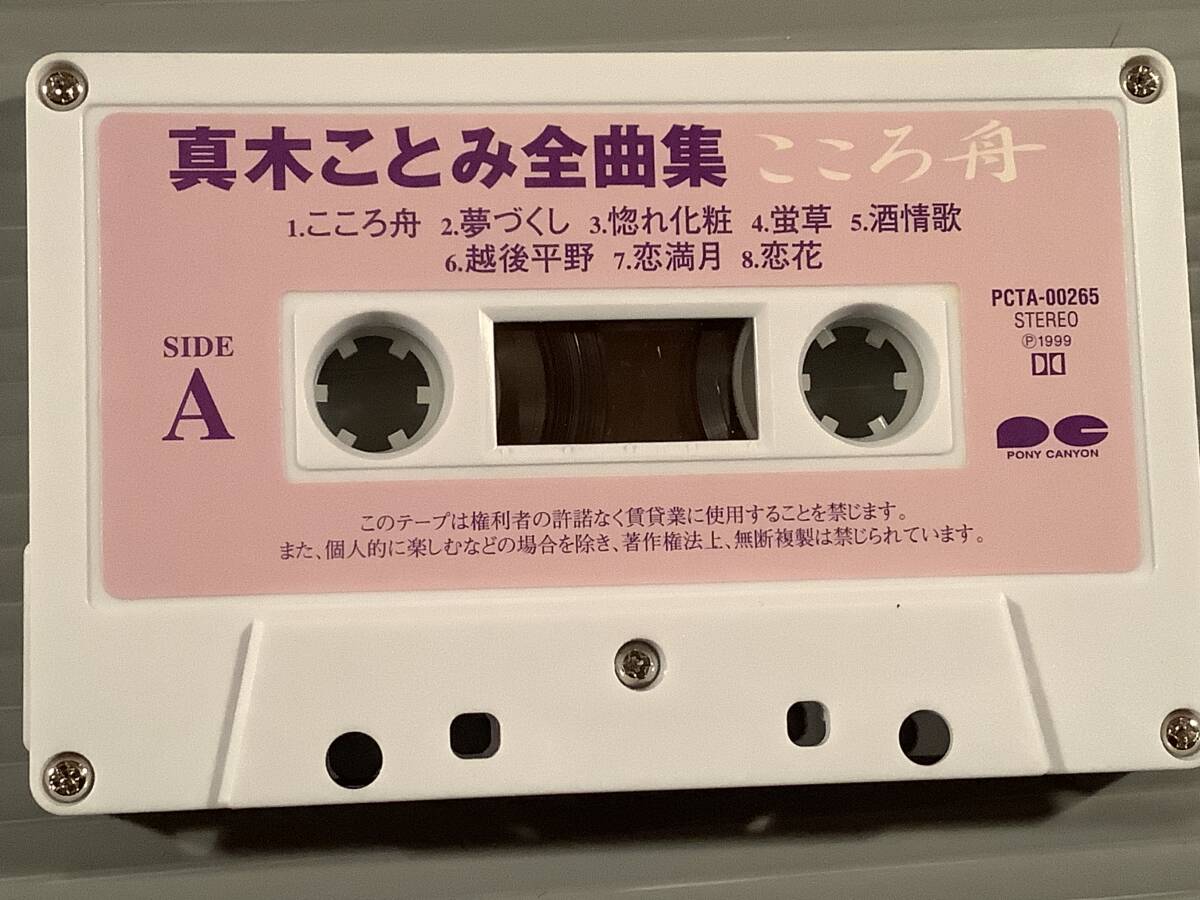 真木ことみ全曲集 こころ舟
1.こころ舟 2.夢づくし 3.惚れ化粧 4.蛍草 5.酒情歌
6.越後平野 7.恋満月 8.恋花
SIDE
A
PCTA-00265
STEREO
Ⓟ1999
PONY CANYON
このテープは権利者の許諾なく賃貸業に使用することを禁じます。
また、個人的に楽しむなどの場合を除き、著作権法上、無断複製は禁じられています。